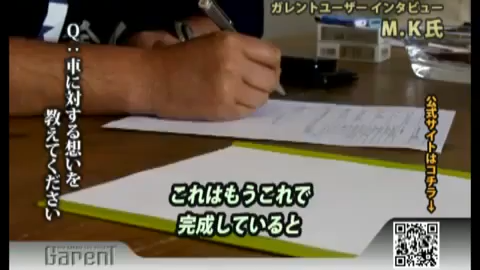 ガレントユーザーインタビュー
M.K氏
Q：車に対する想いを
教えてください
公式サイトはコチラ→
これはもうこれで
完成していると
Garent